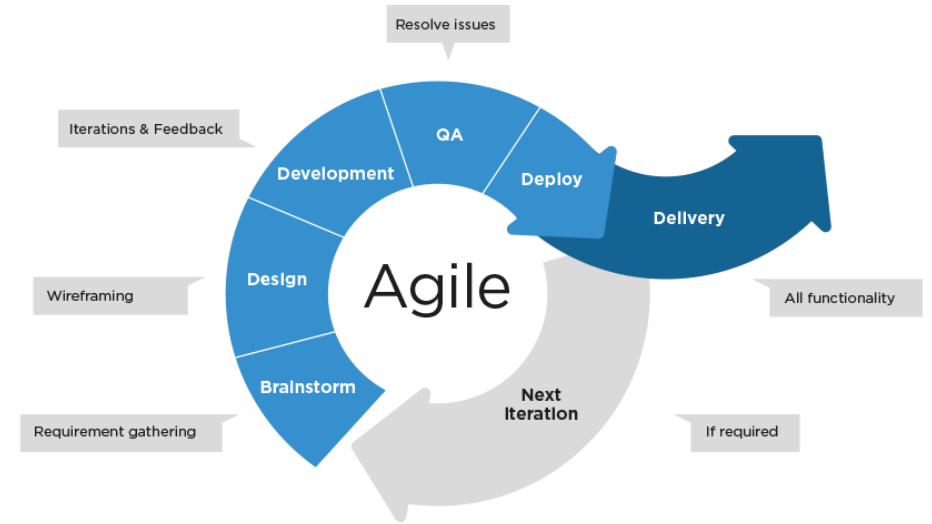 Resolve issues
Iterations & Feedback
QA
Development
Deploy
Delivery
Design
Agile
Wireframing
All functionality
Brainstorm
Next
Iteration
Requirement gathering
If required